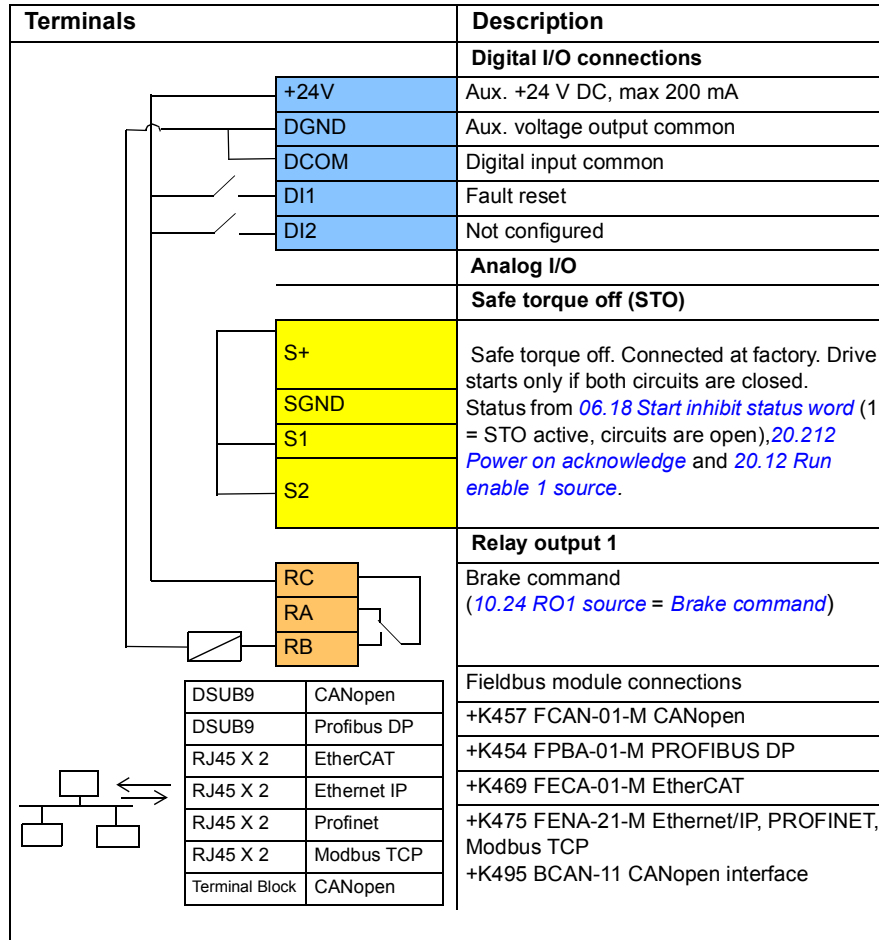 Terminals Description
Digital I/O connections
+24V Aux. +24 V DC, max 200 mA
DGND Aux. voltage output common
DCOM Digital input common
DI1 Fault reset
DI2 Not configured
Analog I/O
Safe torque off (STO)
S+
SGND
S1
S2
Safe torque off. Connected at factory. Drive
starts only if both circuits are closed.
Status from 06.18 Start inhibit status word (1
= STO active, circuits are open),20.212
Power on acknowledge and 20.12 Run
enable 1 source.
Relay output 1
RC
RA
RB
Brake command
(10.24 RO1 source = Brake command)
DSUB9 CANopen
DSUB9 Profibus DP
RJ45 X 2 EtherCAT
RJ45 X 2 Ethernet IP
RJ45 X 2 Profinet
RJ45 X 2 Modbus TCP
Terminal Block CANopen
Fieldbus module connections
+K457 FCAN-01-M CANopen
+K454 FPBA-01-M PROFIBUS DP
+K469 FECA-01-M EtherCAT
+K475 FENA-21-M Ethernet/IP, PROFINET,
Modbus TCP
+K495 BCAN-11 CANopen interface